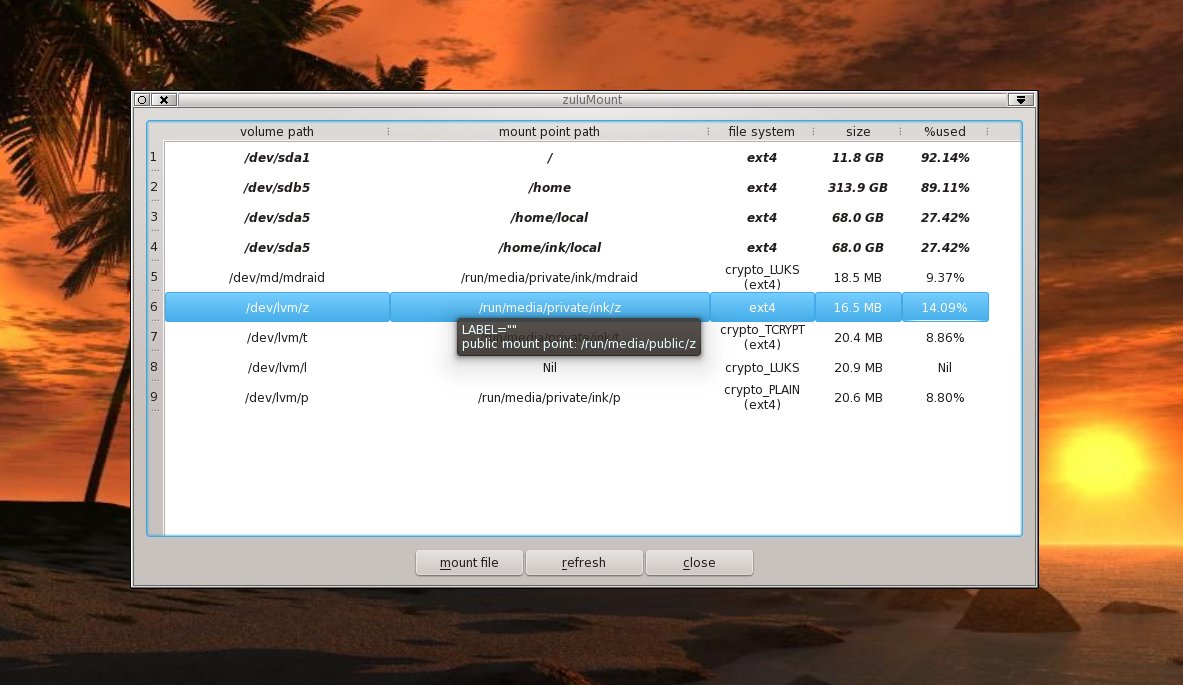 zuluMount
volume path mount point path file system size %used
1 /dev/sda1 / ext4 11.8 GB 92.14%
2 /dev/sdb5 /home ext4 313.9 GB 89.11%
3 /dev/sda5 /home/local ext4 68.0 GB 27.42%
4 /dev/sda5 /home/ink/local ext4 68.0 GB 27.42%
5 /dev/md/mdraid /run/media/private/ink/mdraid crypto_LUKS 18.5 MB 9.37%
(ext4)
6 /dev/lvm/z /run/media/private/ink/z ext4 16.5 MB 14.09%
LABEL=""
public mount point: /run/media/public/z
7 /dev/lvm/t /run/media/private/ink/t crypto_TCRYPT 20.4 MB 8.86%
(ext4)
8 /dev/lvm/l Nil crypto_LUKS 20.9 MB Nil
9 /dev/lvm/p /run/media/private/ink/p crypto_PLAIN 20.6 MB 8.80%
(ext4)
mount file refresh close